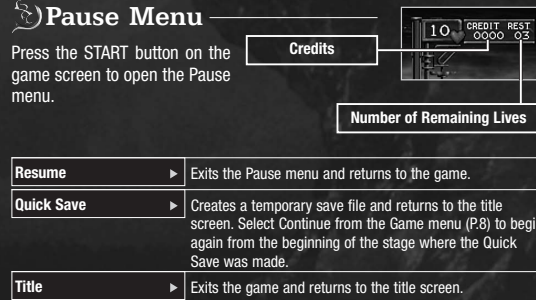 Pause Menu
Press the START button on the
game screen to open the Pause
menu.
Credits
10 CREDIT REST
0000 03
Number of Remaining Lives
Resume ▶ Exits the Pause menu and returns to the game.
Quick Save ▶ Creates a temporary save file and returns to the title
screen. Select Continue from the Game menu (P.8) to begi
again from the beginning of the stage where the Quick
Save was made.
Title ▶ Exits the game and returns to the title screen.